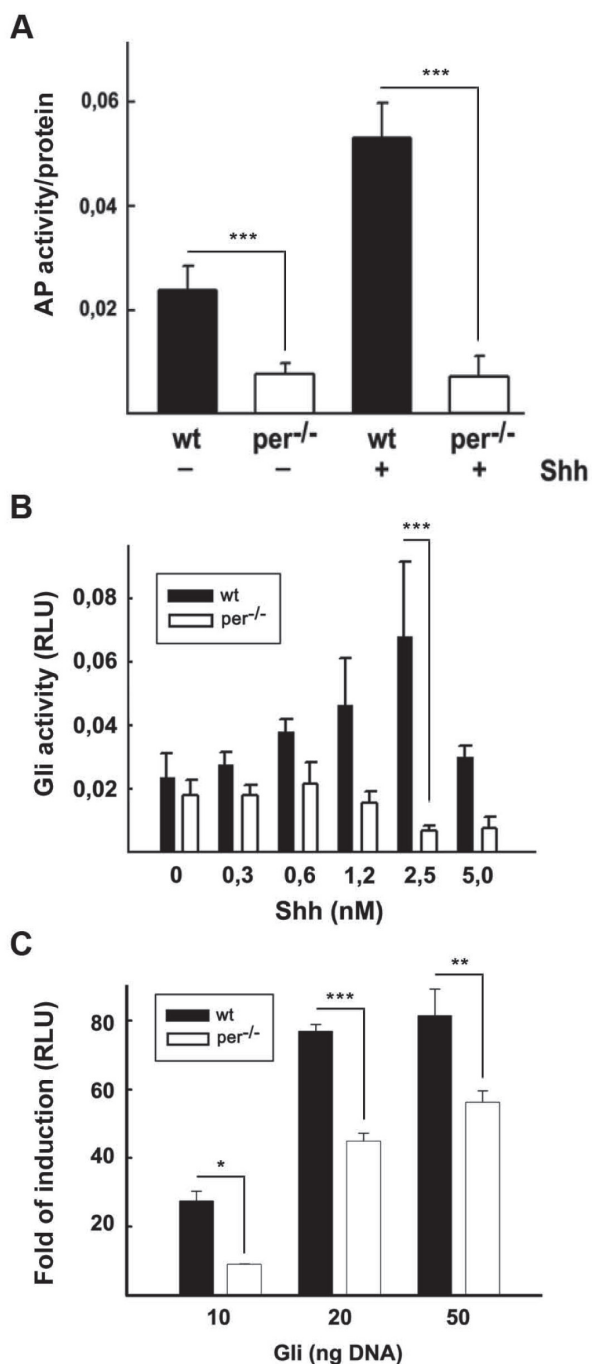 A
AP activity/protein
0,06
0,04
0,02
***
***
wt per-/- wt per-/-
– – + + Shh
B
Gli activity (RLU)
0,08
0,06
0,04
0,02
wt
per-/-
***
0 0,3 0,6 1,2 2,5 5,0
Shh (nM)
C
Fold of induction (RLU)
80
60
40
20
wt
per-/-
*
***
**
10 20 50
Gli (ng DNA)